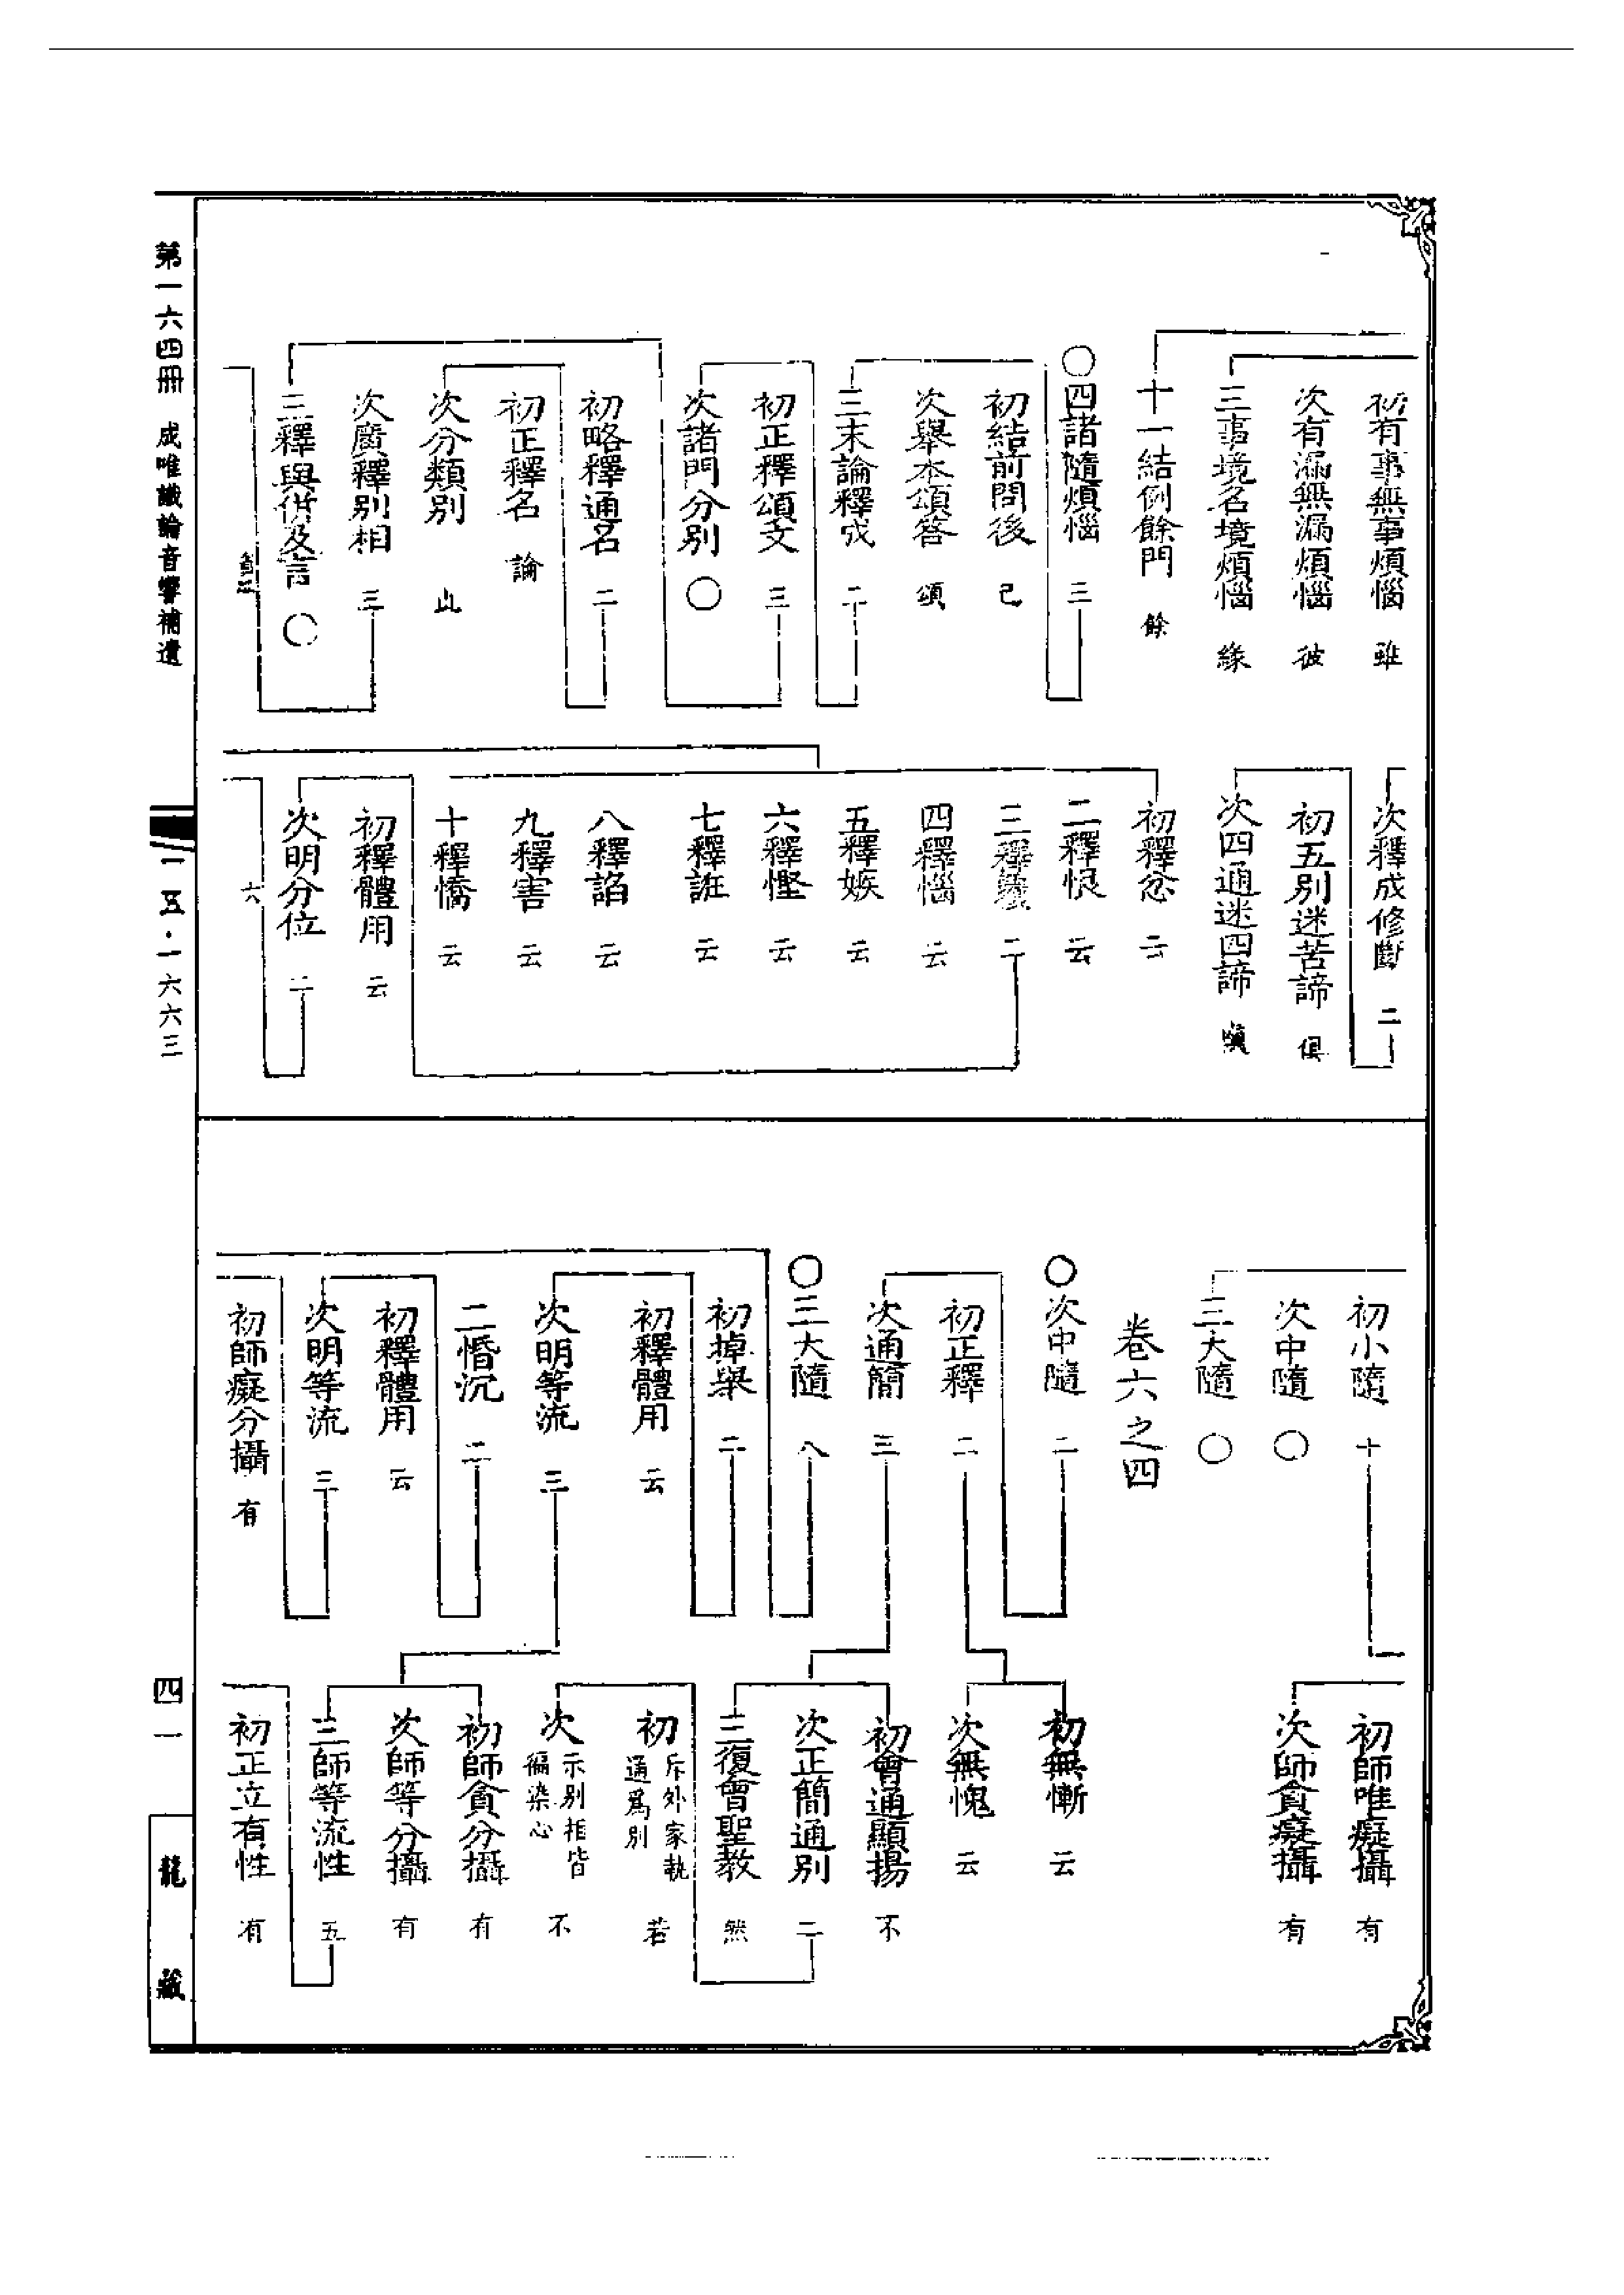 初有事無事煩惱 雖
次有漏無漏煩惱 彼
三事境名境煩惱 緣
十一結例餘門 餘
○四諸隨煩惱 三
初結前問後 已
次舉本頌答 頌
三末論釋成 二
初正釋頌文 三
次諸門分別 ○
初略釋通名 二
初正釋名 論
次分類別 此
次廣釋別相 三
三釋與併及言 ○
次釋成修斷 二
初五別迷苦諦 俱
次四通迷四諦
初釋忿 云
二釋恨 云
三釋覆 二
四釋惱 云
五釋嫉 云
六釋慳 云
七釋誑 云
八釋諂 云
九釋害 云
十釋憍 云
初釋體用 云
次明分位 二
六
初小隨 十
次中隨 ○
三大隨 ○
卷六之四
○次中隨 二
初正釋 二
次通簡 三
○三大隨 八
初掉舉 二
初釋體用 云
次明等流 三
二惛沉 二
初釋體用 云
次明等流 三
初師癡分攝 有
初師唯癡攝 有
次師貪癡攝 有
初無慚 云
次無愧 云
初會通顯揚 不
次正簡通別 二
三復會聖教 然
初斥外家執通為別 若
次示別相皆徧染心 不
初師貪分攝 有
次師等分攝 有
三師等流性 五
初正立有性 有
第一六四冊 成唯識論音響補遺
一五·一六六三
四一
龍藏